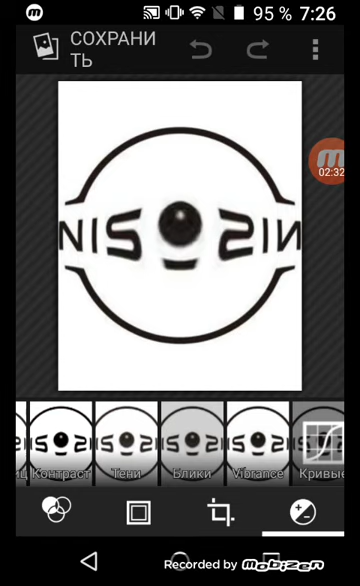 95 % 7:26
СОХРАНИ
ТЬ
02:32
NIS SIN
Контраст Тени Блики Vibrance Кривые
Recorded by mobizen